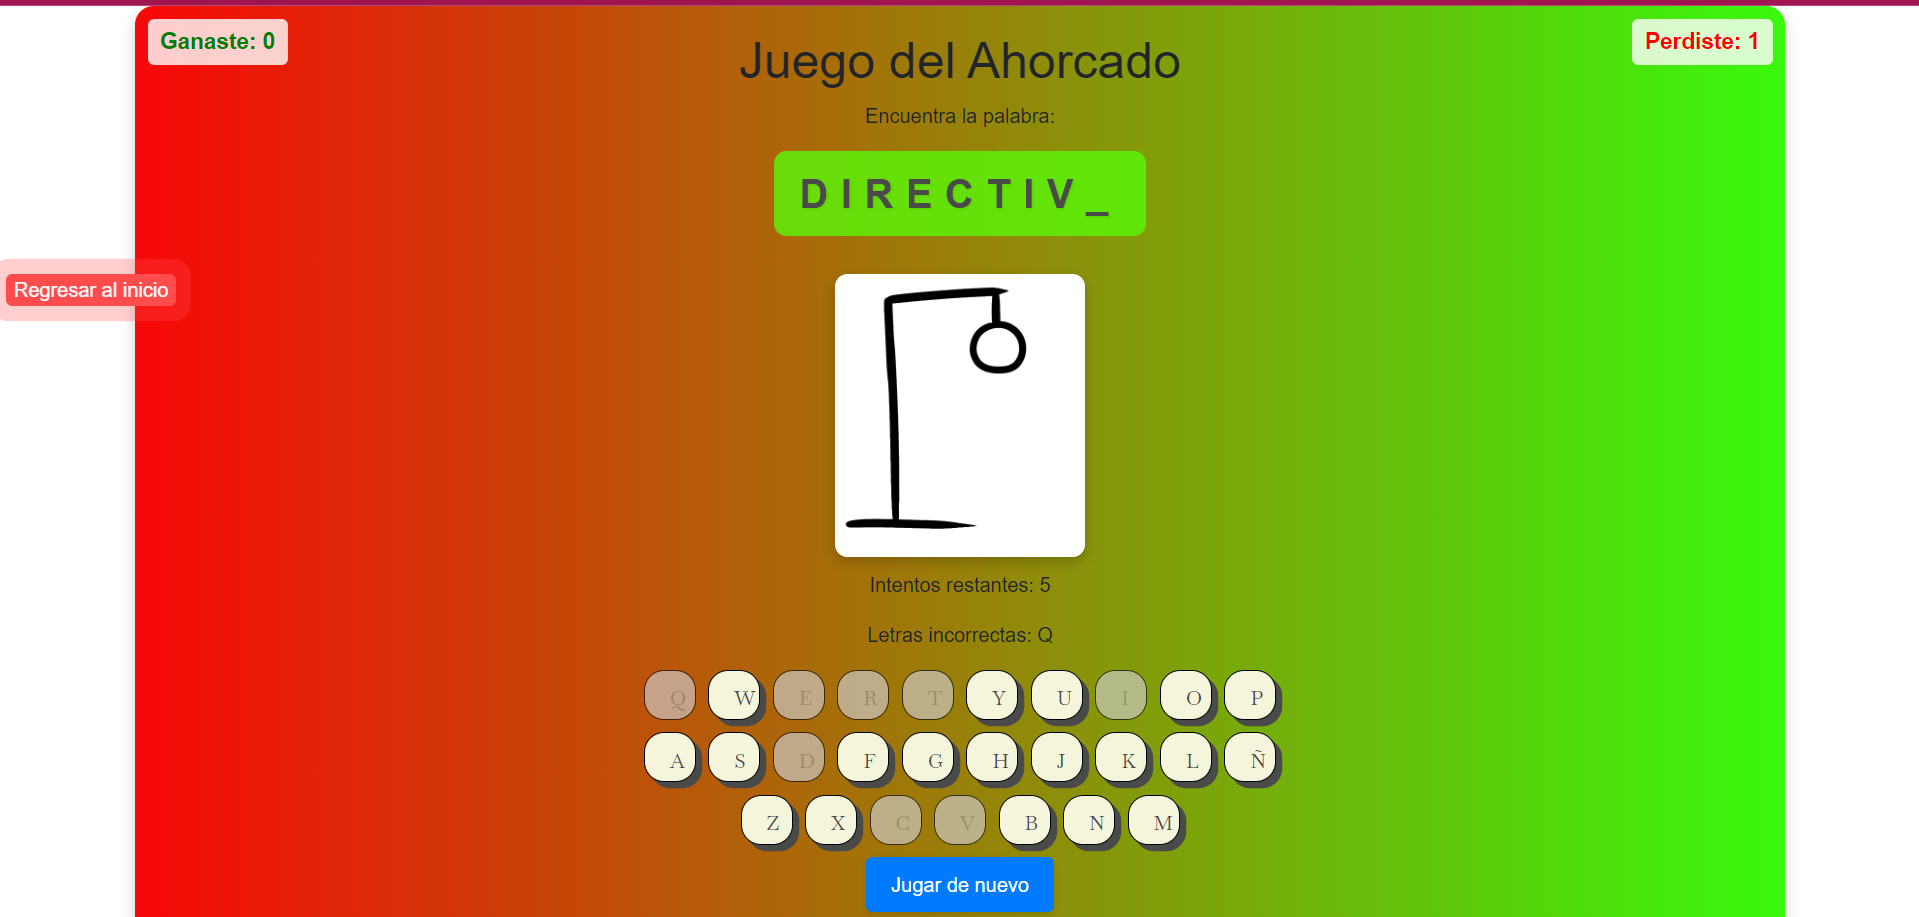 Ganaste: 0
Perdiste: 1
Juego del Ahorcado
Encuentra la palabra:
D I R E C T I V _
Regresar al inicio
Intentos restantes: 5
Letras incorrectas: Q
Q W E R T Y U I O P
A S D F G H J K L Ñ
Z X C V B N M
Jugar de nuevo